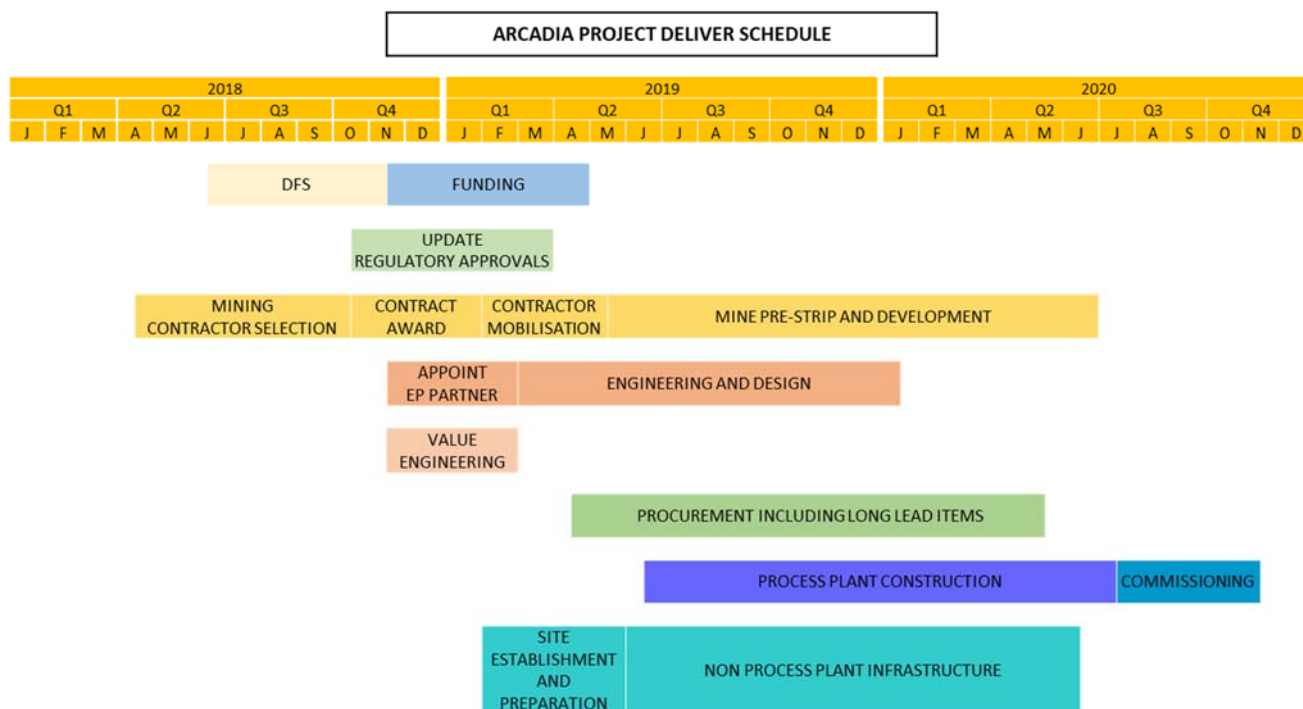 ARCADIA PROJECT DELIVER SCHEDULE
2018 2019 2020
Q1 Q2 Q3 Q4 Q1 Q2 Q3 Q4 Q1 Q2 Q3 Q4
J F M A M J J A S O N D J F M A M J J A S O N D J F M A M J J A S O N D
DFS FUNDING
UPDATE
REGULATORY APPROVALS
MINING
CONTRACTOR SELECTION
CONTRACT
AWARD
CONTRACTOR
MOBILISATION
MINE PRE-STRIP AND DEVELOPMENT
APPOINT
EP PARTNER
ENGINEERING AND DESIGN
VALUE
ENGINEERING
PROCUREMENT INCLUDING LONG LEAD ITEMS
PROCESS PLANT CONSTRUCTION COMMISSIONING
SITE
ESTABLISHMENT
AND
PREPARATION
NON PROCESS PLANT INFRASTRUCTURE